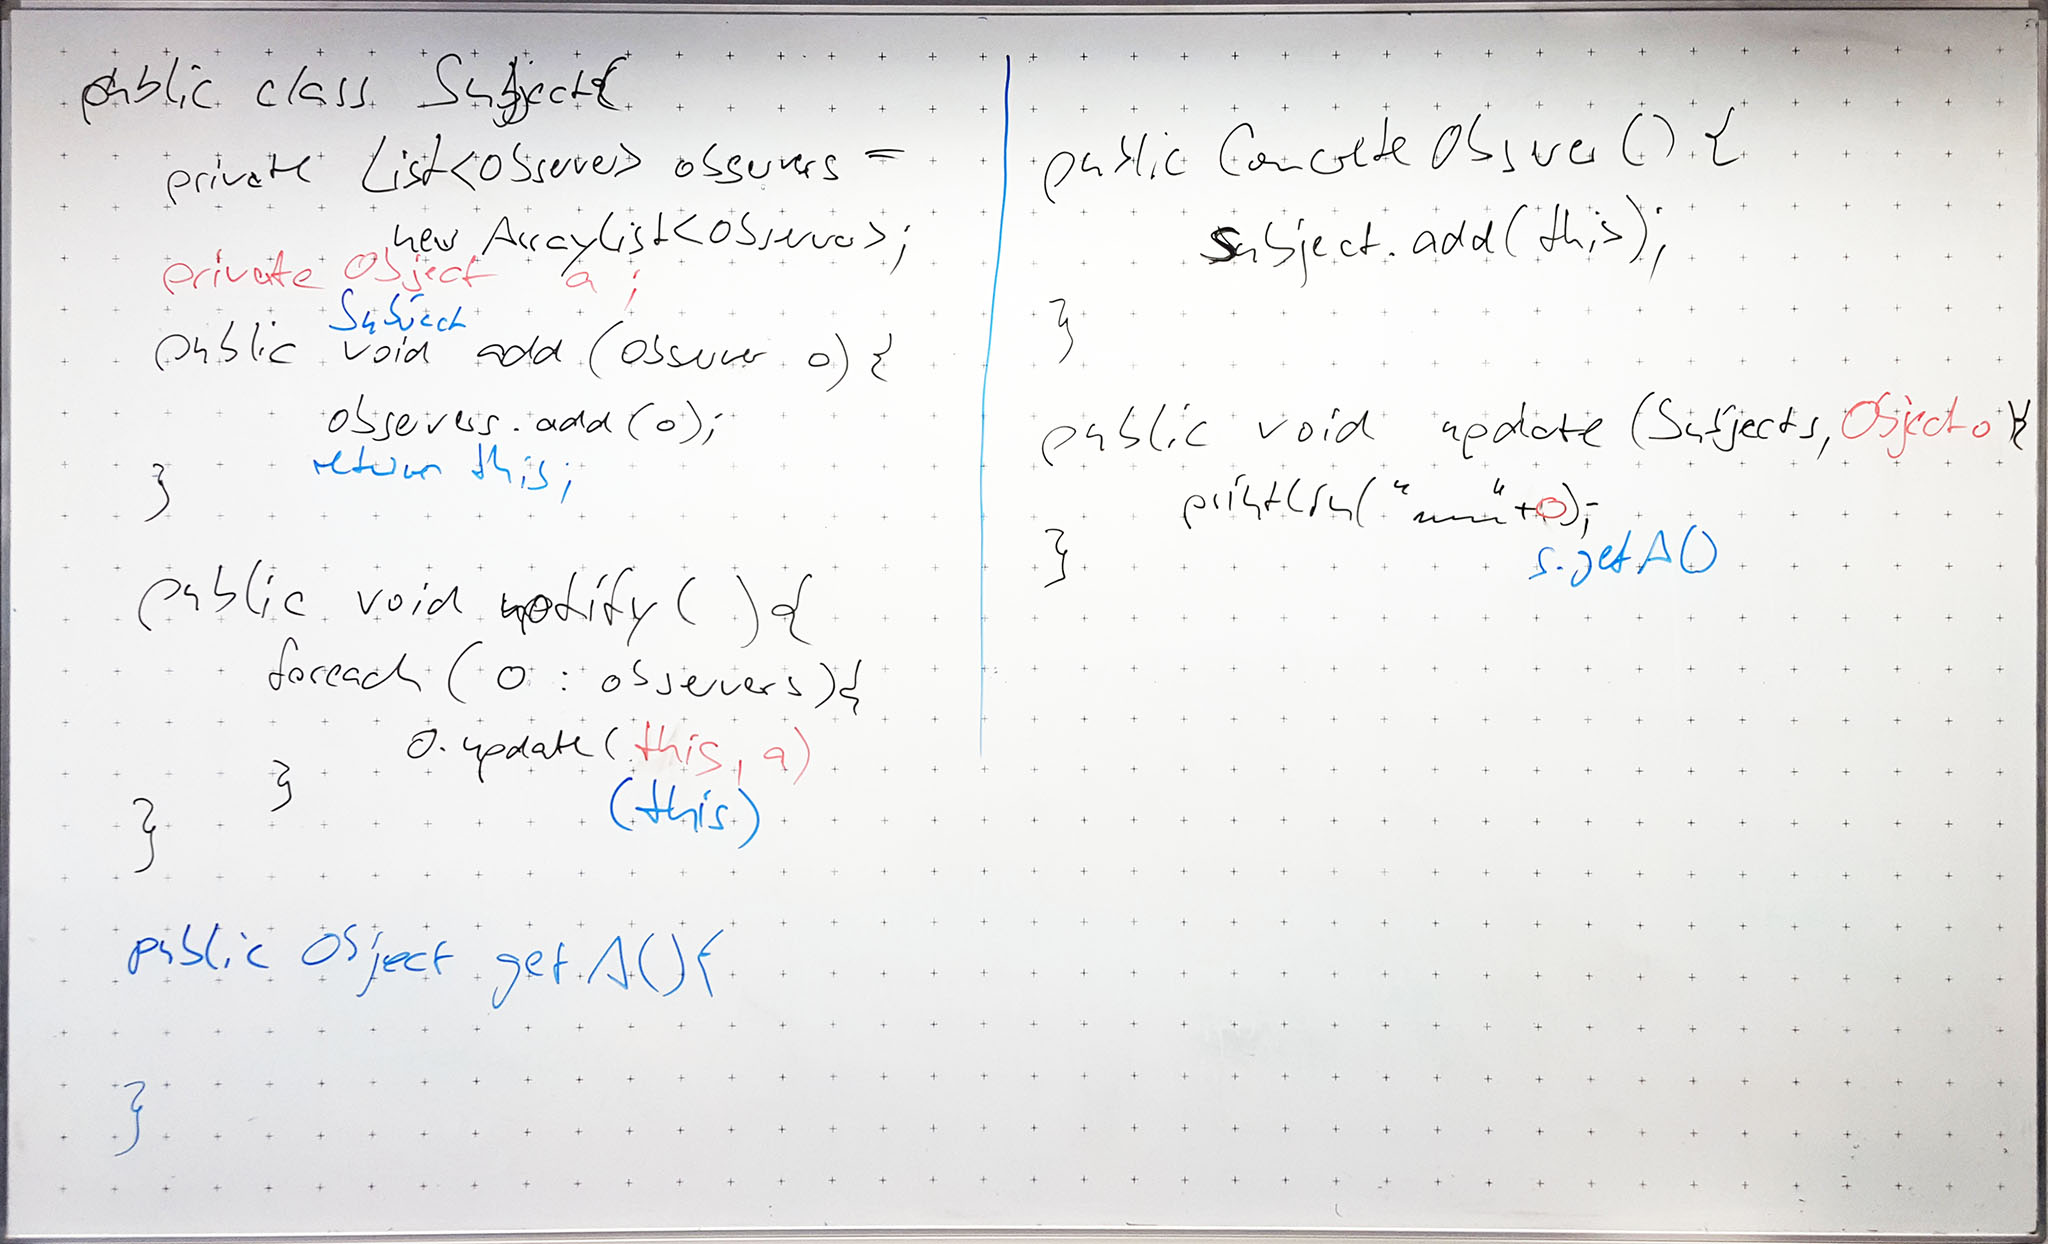 public class Subject{
private List<Observer> observers =
new ArrayList<Observer>;
private Object a;
Subject
public void add (Observer o) {
observers.add(o);
return this;
}
public void notify ( ) {
foreach ( o : observers){
o.update(this, a)
}
(this)
}
public Object getA(){
}
public ConcreteObserver () {
subject.add(this);
}
public void update (Subject s, Object o){
println(" "+o);
s.getA()
}